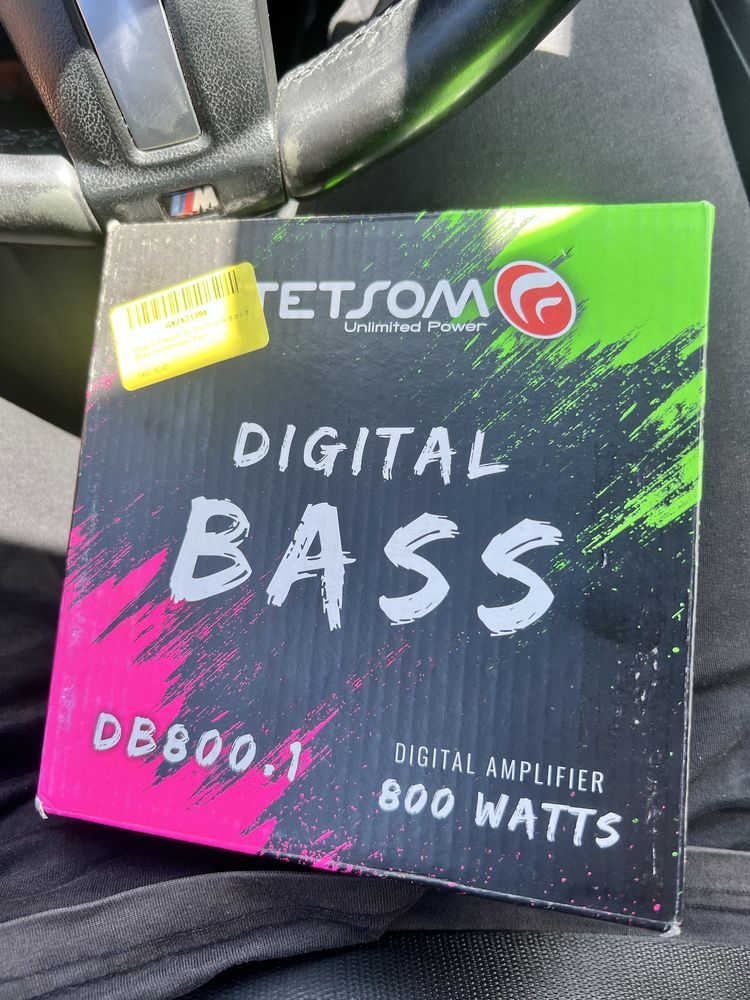 M
TETSOM
Unlimited Power
DIGITAL
BASS
DB800.1
DIGITAL AMPLIFIER
800 WATTS